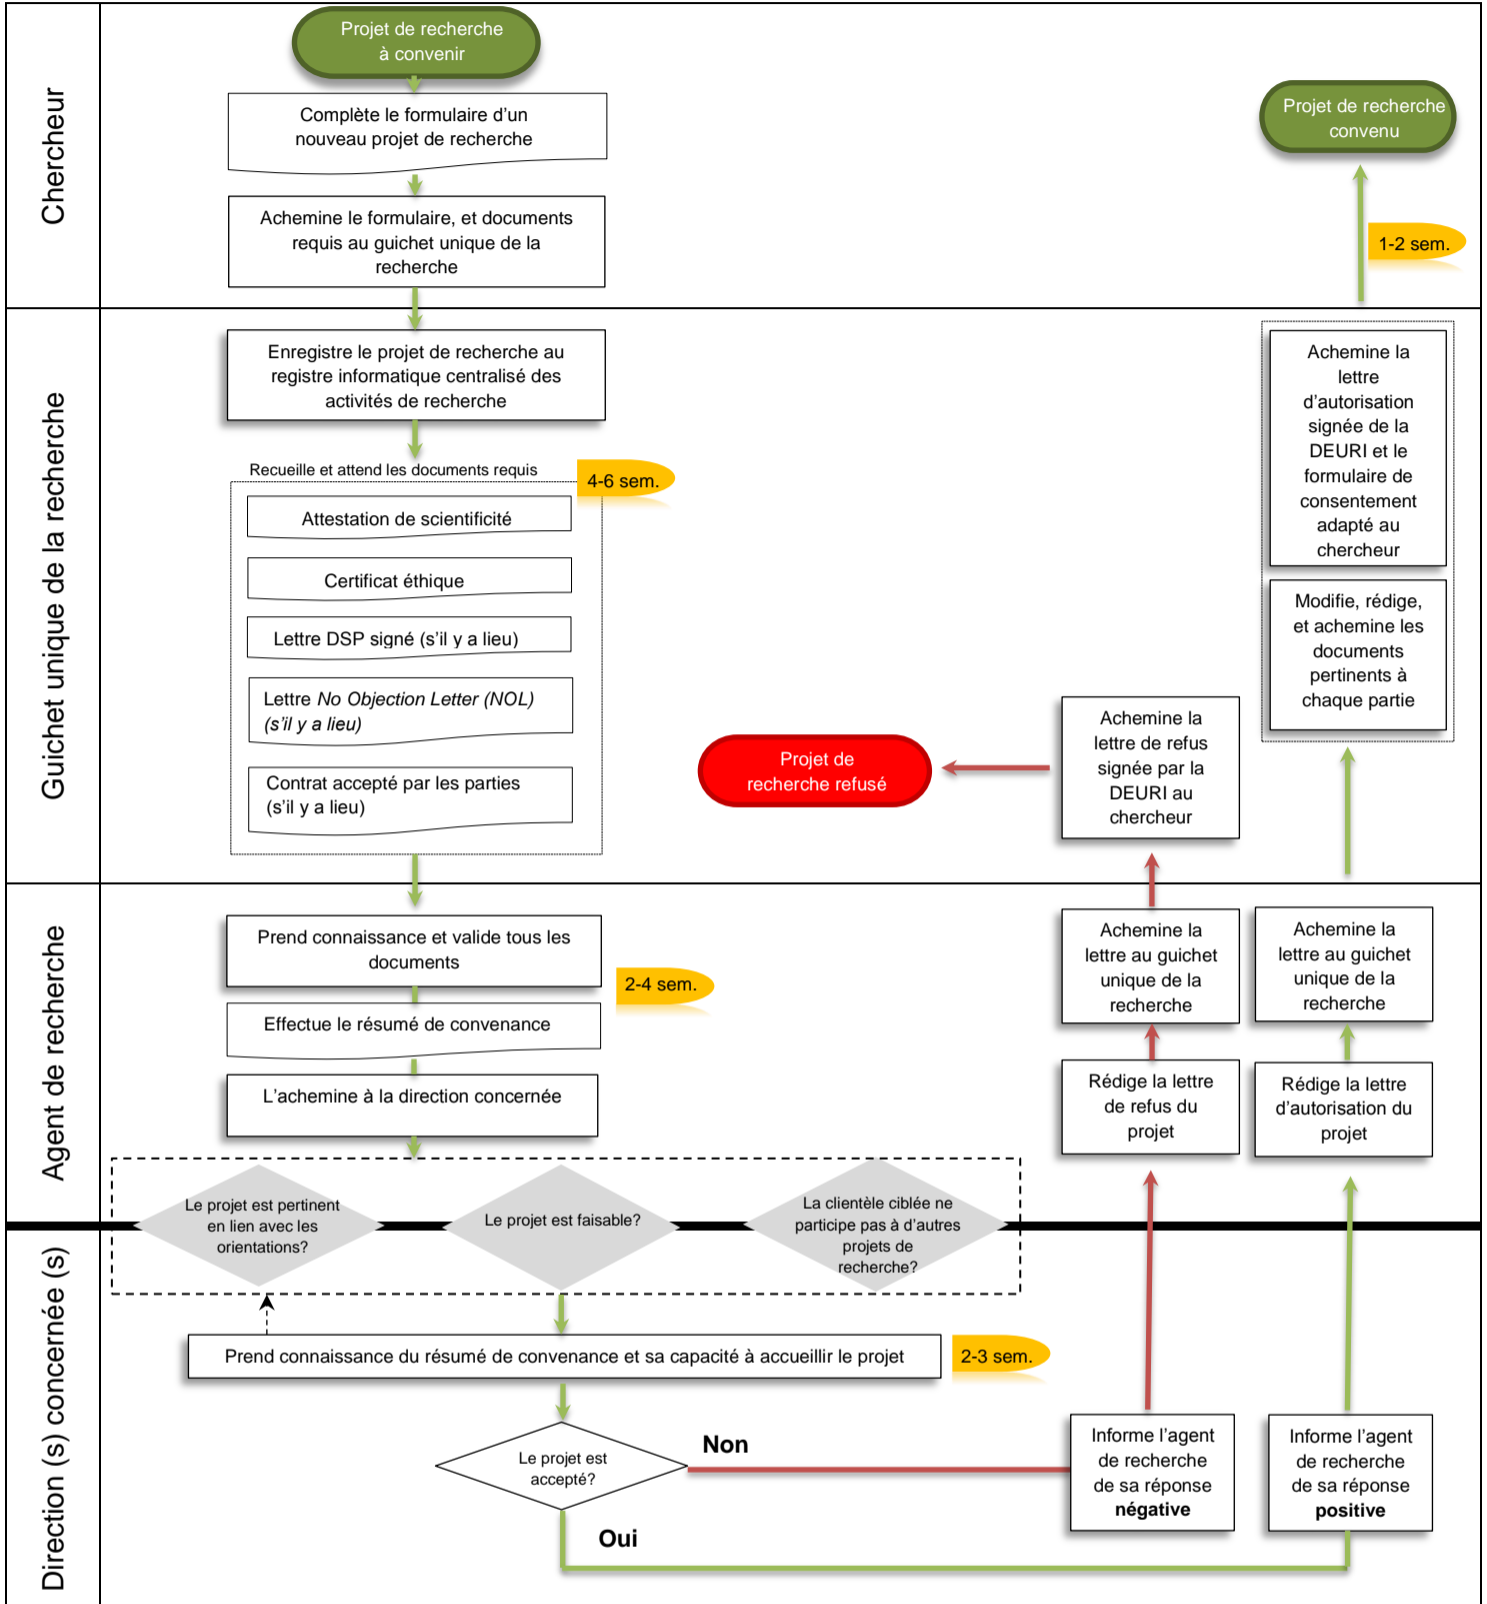 Chercheur
Projet de recherche
à convenir
Complète le formulaire d'un
nouveau projet de recherche
Achemine le formulaire, et documents
requis au guichet unique de la
recherche
Projet de recherche
convenu
1-2 sem.
Guichet unique de la recherche
Enregistre le projet de recherche au
registre informatique centralisé des
activités de recherche
Recueille et attend les documents requis
4-6 sem.
Attestation de scientificité
Certificat éthique
Lettre DSP signé (s'il y a lieu)
Lettre No Objection Letter (NOL)
(s'il y a lieu)
Contrat accepté par les parties
(s'il y a lieu)
Projet de
recherche refusé
Achemine la
lettre de refus
signée par la
DEURI au
chercheur
Achemine la
lettre
d'autorisation
signée de la
DEURI et le
formulaire de
consentement
adapté au
chercheur
Modifie, rédige,
et achemine les
documents
pertinents à
chaque partie
Agent de recherche
Prend connaissance et valide tous les
documents
2-4 sem.
Effectue le résumé de convenance
L'achemine à la direction concernée
Achemine la
lettre au guichet
unique de la
recherche
Achemine la
lettre au guichet
unique de la
recherche
Rédige la lettre
de refus du
projet
Rédige la lettre
d'autorisation du
projet
Le projet est pertinent
en lien avec les
orientations?
Le projet est faisable?
La clientèle ciblée ne
participe pas à d'autres
projets de
recherche?
Direction (s) concernée (s)
Prend connaissance du résumé de convenance et sa capacité à accueillir le projet
2-3 sem.
Le projet est
accepté?
Non
Oui
Informe l'agent
de recherche
de sa réponse
négative
Informe l'agent
de recherche
de sa réponse
positive